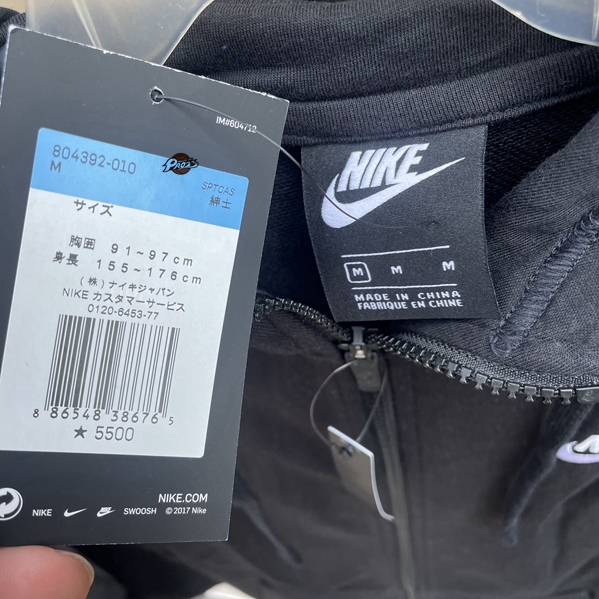 IM#604712
804392-010
M
PROZ'S
SPTCAS
紳士
サイズ
胸囲 91~97cm
身長 155~176cm
(株)ナイキジャパン
NIKE カスタマーサービス
0120-6453-77
8 86548 38676 5
★ 5500
NIKE.COM
NIKE SWOOSH © 2017 Nike
NIKE
M M M
MADE IN CHINA
FABRIQUE EN CHINE